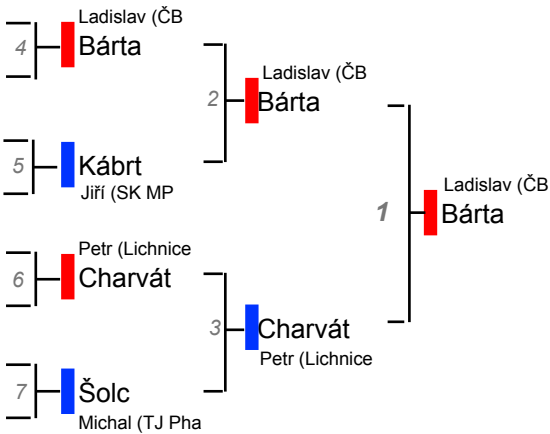 Ladislav (ČB
4
Bárta
Ladislav (ČB
2
Bárta
5
Kábrt
Jiří (SK MP
Ladislav (ČB
1
Bárta
Petr (Lichnice
6
Charvát
3
Charvát
Petr (Lichnice
7
Šolc
Michal (TJ Pha